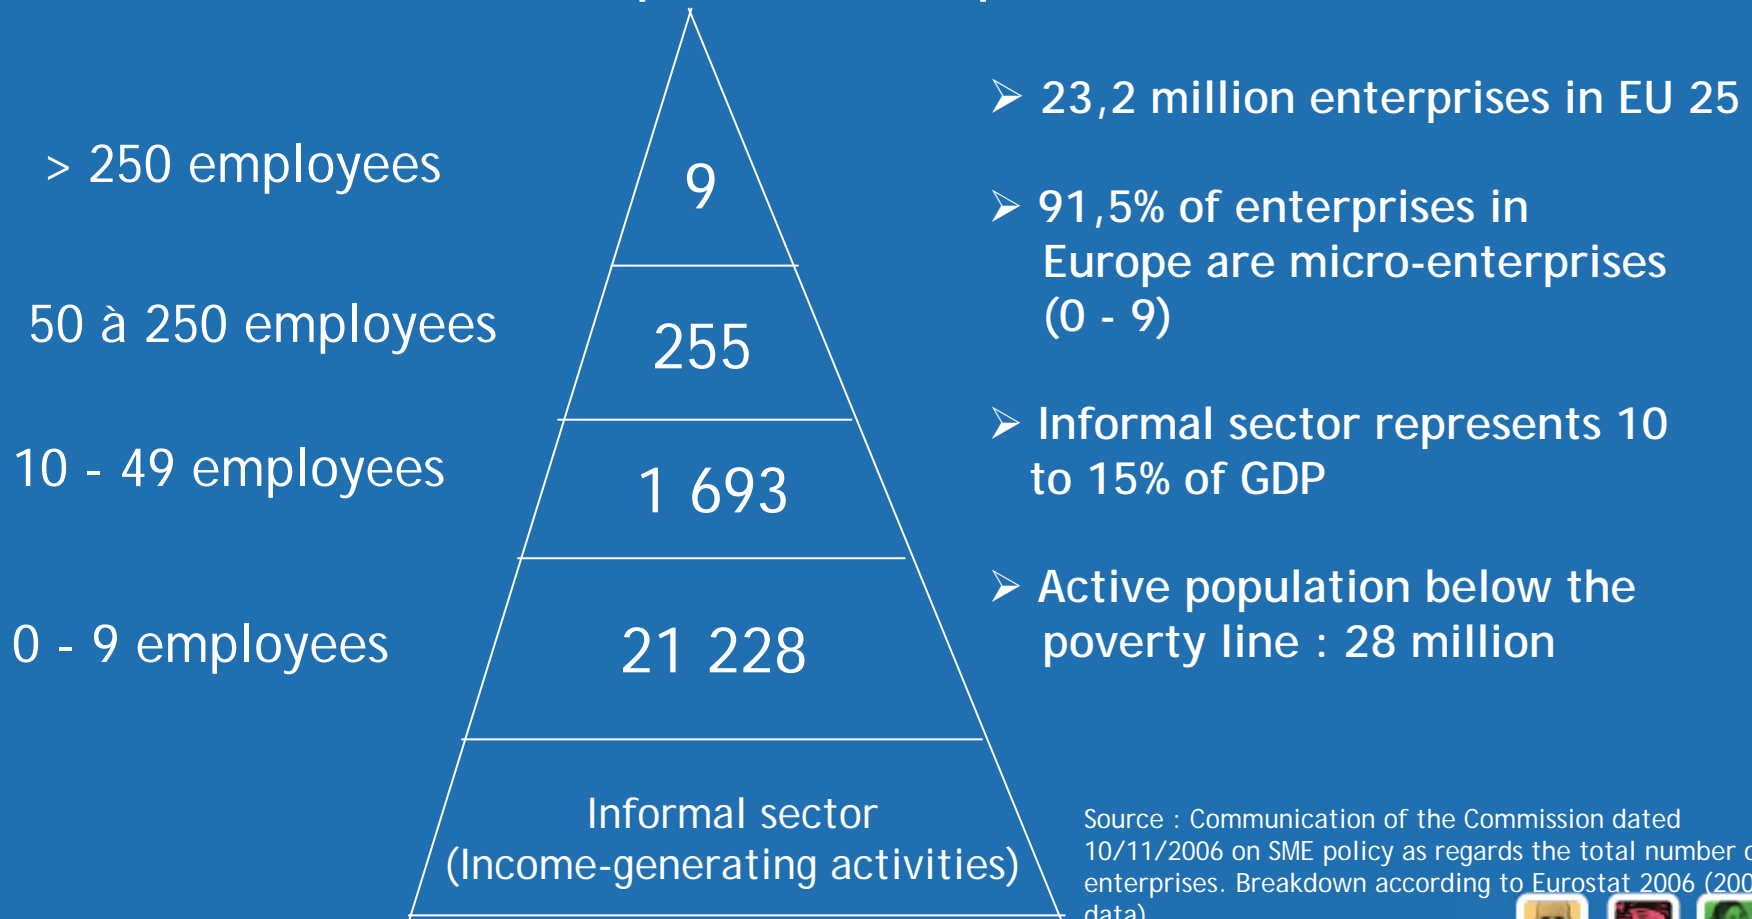 > 250 employees
9
50 à 250 employees
255
10 - 49 employees
1 693
0 - 9 employees
21 228
Informal sector
(Income-generating activities)
➢ 23,2 million enterprises in EU 25
➢ 91,5% of enterprises in
Europe are micro-enterprises
(0 - 9)
➢ Informal sector represents 10
to 15% of GDP
➢ Active population below the
poverty line : 28 million
Source : Communication of the Commission dated
10/11/2006 on SME policy as regards the total number
enterprises. Breakdown according to Eurostat 2006
data)